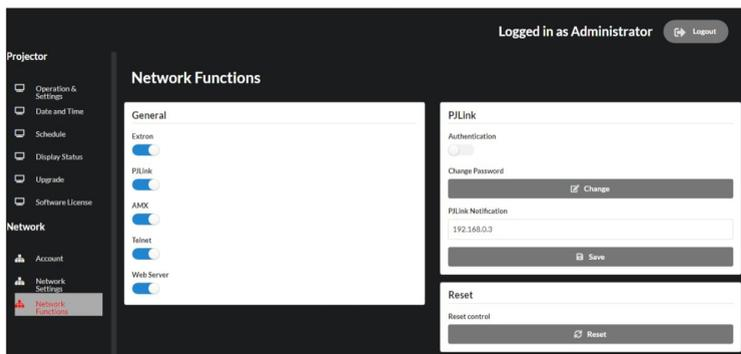 Logged in as Administrator
Logout
Projector
Operation &
Settings
Date and Time
Schedule
Display Status
Upgrade
Software License
Network
Account
Network
Settings
Network
Functions
Network Functions
General
Extron
PJLink
AMX
Telnet
Web Server
PJLink
Authentication
Change Password
Change
PJLink Notification
192.168.0.3
Save
Reset
Reset control
Reset